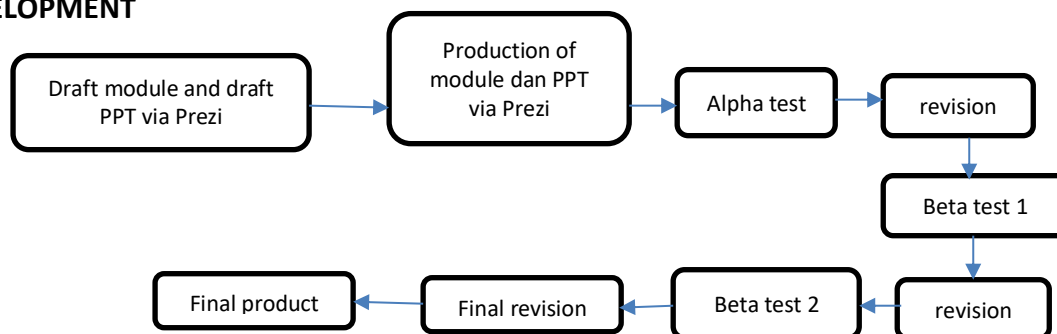 ELOPMENT
Draft module and draft
PPT via Prezi
Production of
module dan PPT
via Prezi
Alpha test
revision
Beta test 1
revision
Beta test 2
Final revision
Final product